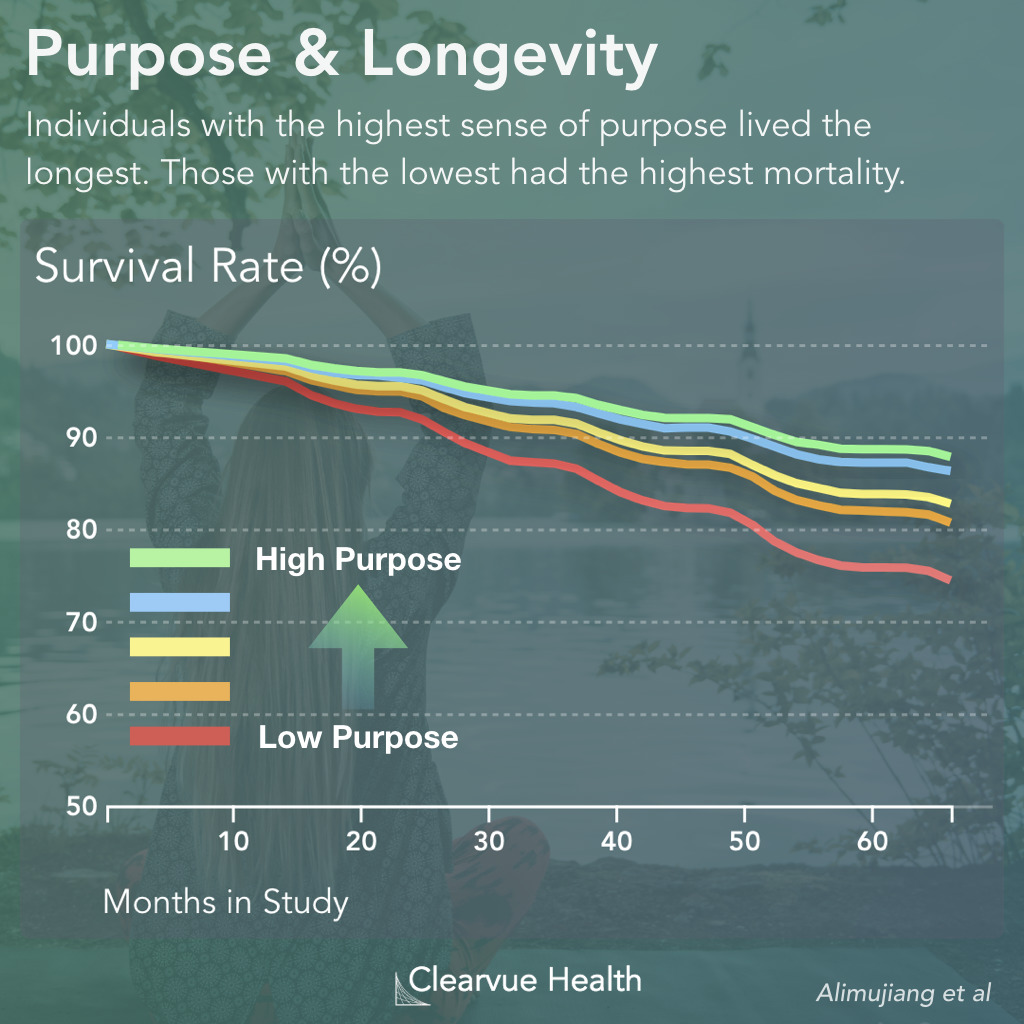 Purpose & Longevity
Individuals with the highest sense of purpose lived the
longest. Those with the lowest had the highest mortality.
Survival Rate (%)
100
90
80
High Purpose
70
60
Low Purpose
50
10 20 30 40 50 60
Months in Study
Clearvue Health
Alimujiang et al